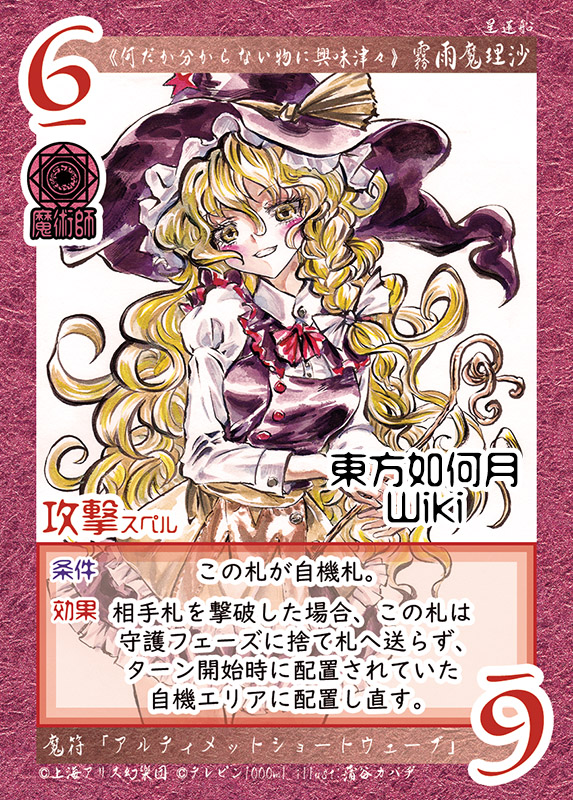 星蓮船
6
《何だか分からない物に興味津々》 霧雨魔理沙
魔術師
東方如何月
Wiki
攻撃スペル
条件 この札が自機札。
効果 相手札を撃破した場合、この札は
守護フェーズに捨て札へ送らず、
ターン開始時に配置されていた
自機エリアに配置し直す。
6
魔符「アルティメットショートウェーブ」
©上海アリス幻樂団 ©テレピン1000ml illust:蒲谷カバヂ